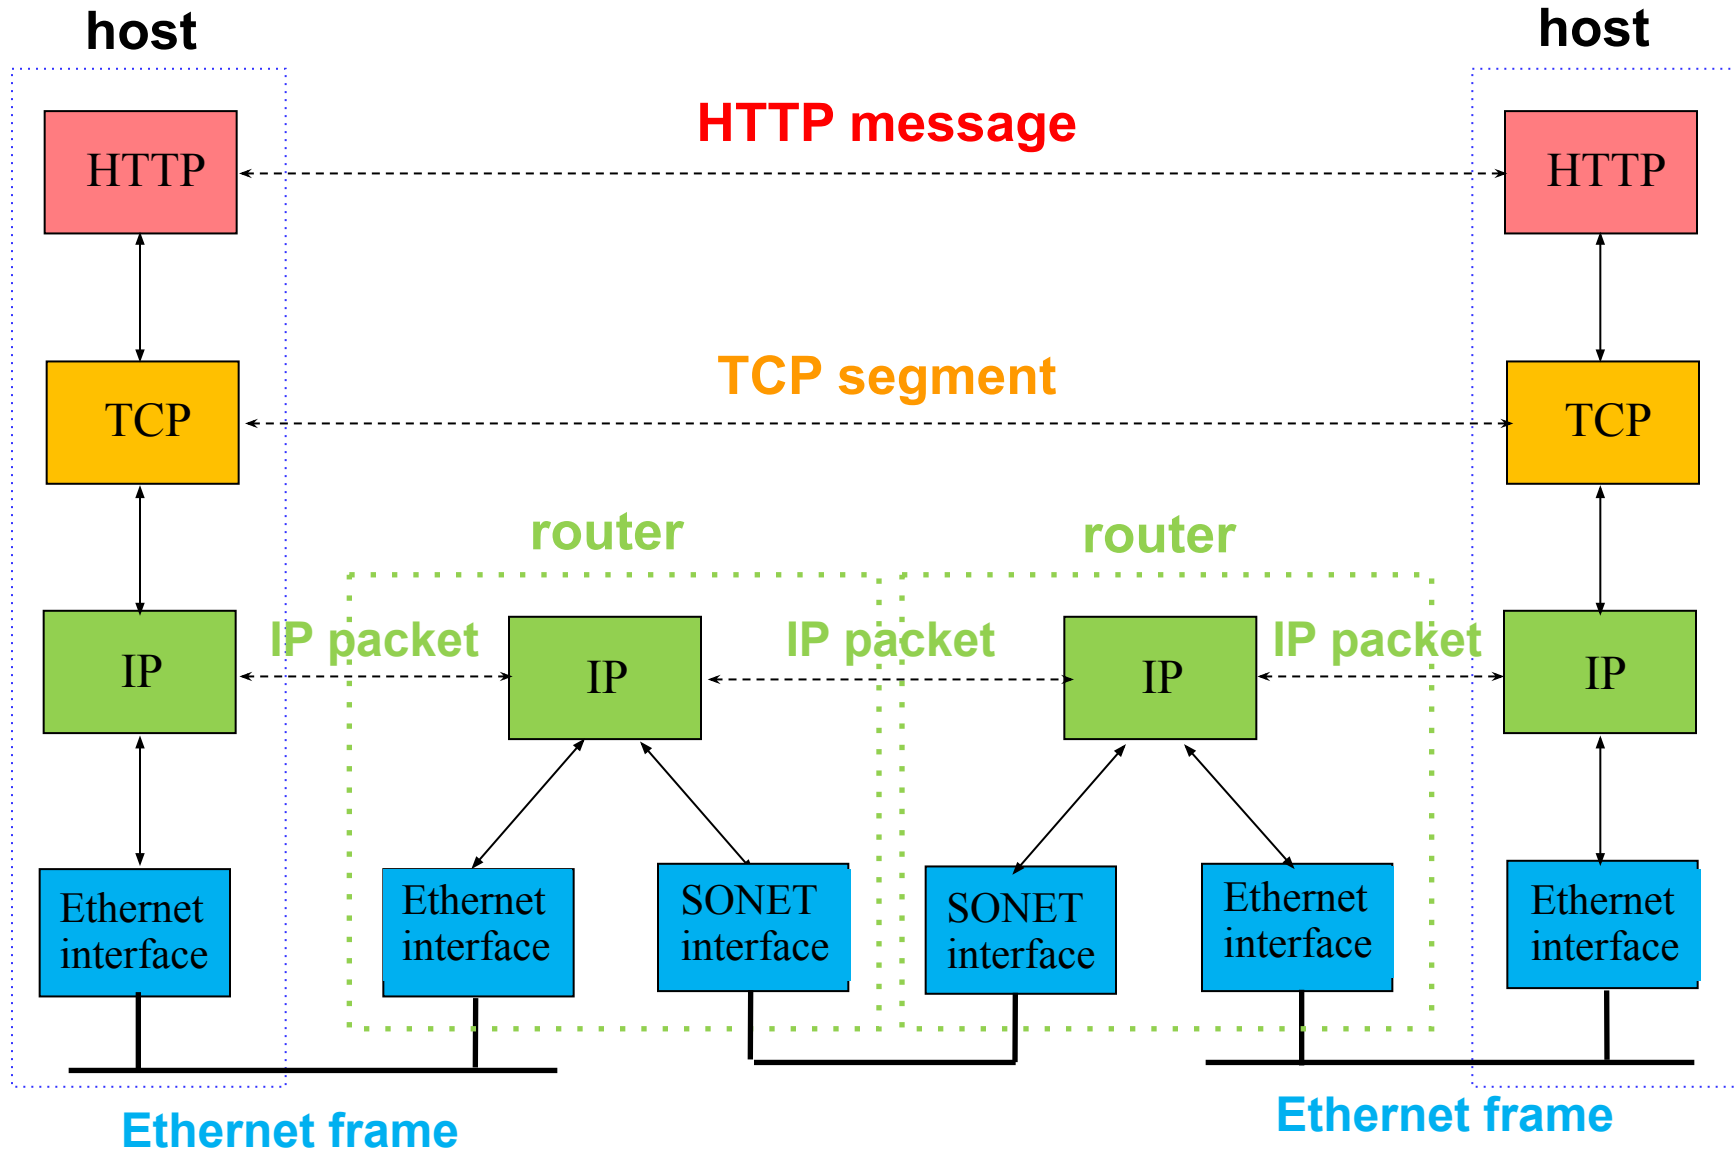 host
host
HTTP message
HTTP
HTTP
TCP segment
TCP
TCP
router
router
IP packet
IP packet
IP packet
IP
IP
IP
IP
Ethernet
interface
Ethernet
interface
SONET
interface
SONET
interface
Ethernet
interface
Ethernet
interface
Ethernet frame
Ethernet frame